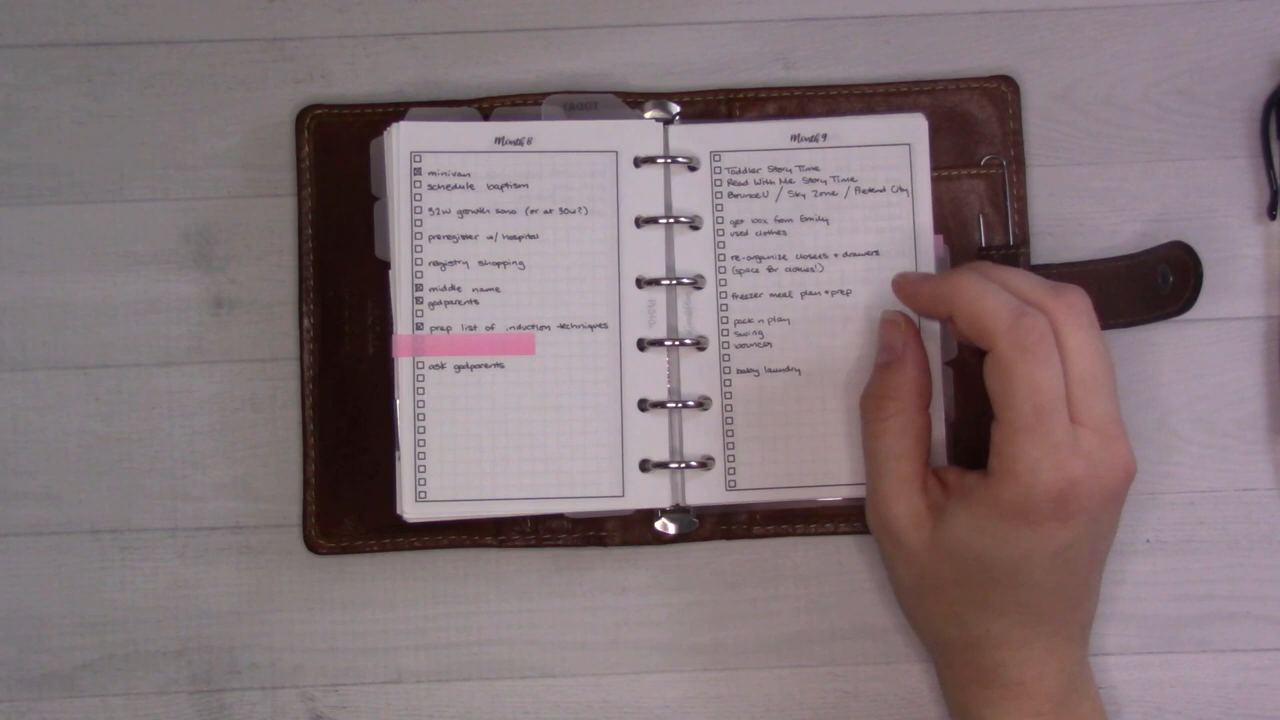 TODAY
Month 8
minivan
schedule baptism
32w growth sono (or at 30w?)
preregister w/ hospital
registry shopping
middle name
godparents
prep list of induction techniques
ask godparents
Month 9
Toddler Story Time
Read With Me Story Time
BounceU / Sky Zone / Pretend City
get box from Emily
used clothes
re-organize closets + drawers
(space for clothes!)
freezer meal plan + prep
pack n play
swing
bouncer
baby laundry